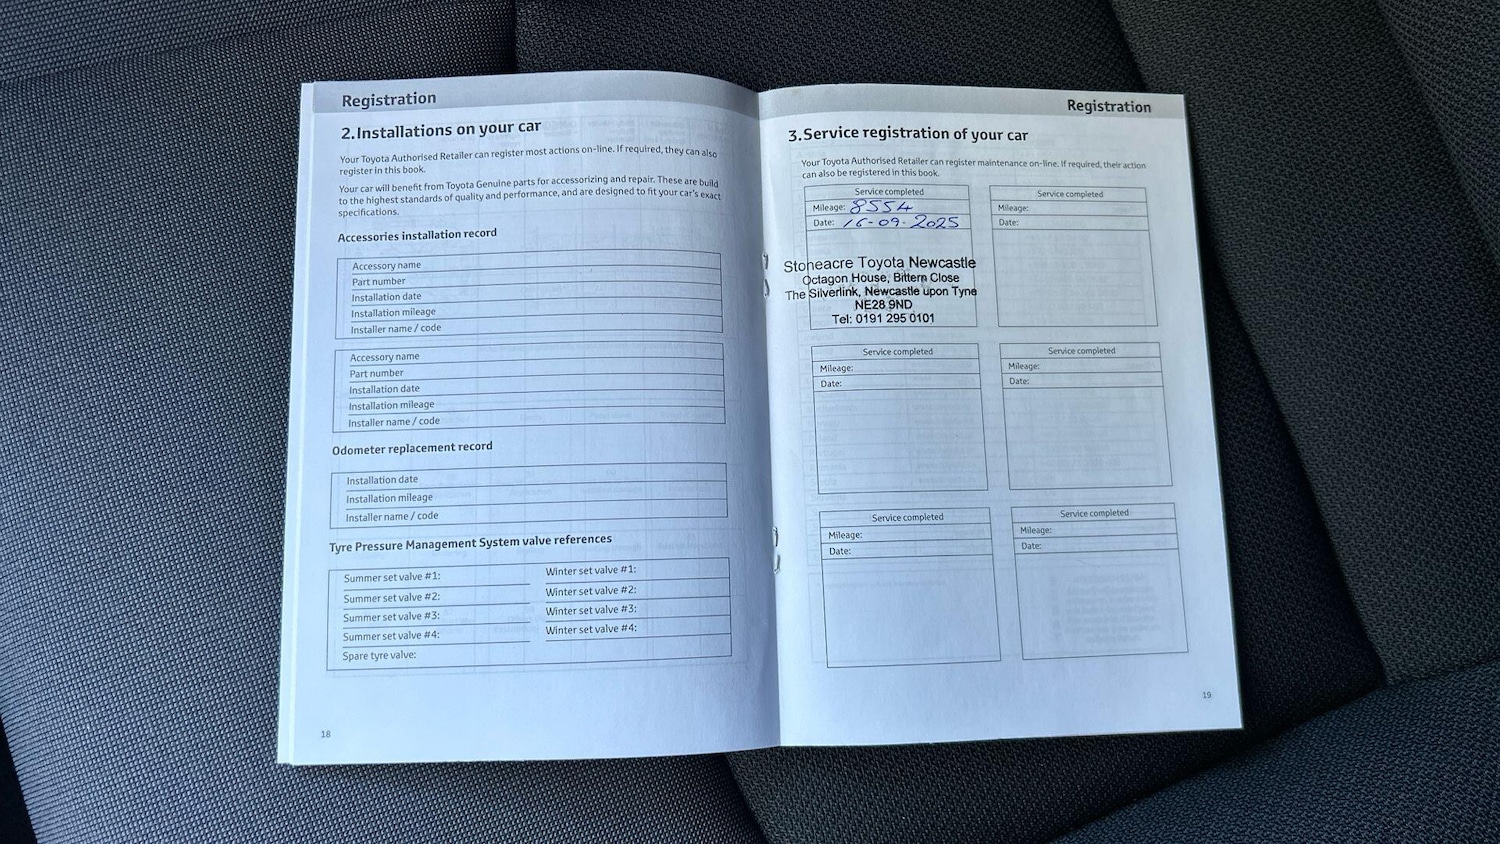 Registration
2. Installations on your car
Your Toyota Authorised Retailer can register most actions on-line. If required, they can also
register in this book.
Your car will benefit from Toyota Genuine parts for accessorizing and repair. These are build
to the highest standards of quality and performance, and are designed to fit your car's exact
specifications.
Accessories installation record
Accessory name
Part number
Installation date
Installation mileage
Installer name / code
Accessory name
Part number
Installation date
Installation mileage
Installer name / code
Odometer replacement record
Installation date
Installation mileage
Installer name / code
Tyre Pressure Management System valve references
Summer set valve #1: Winter set valve #1:
Summer set valve #2: Winter set valve #2:
Summer set valve #3: Winter set valve #3:
Summer set valve #4: Winter set valve #4:
Spare tyre valve:
18
Registration
3. Service registration of your car
Your Toyota Authorised Retailer can register maintenance on-line. If required, their action
can also be registered in this book.
Service completed
Mileage: 8554
Date: 16-09-2025
Stoneacre Toyota Newcastle
Octagon House, Bittern Close
The Silverlink, Newcastle upon Tyne
NE28 9ND
Tel: 0191 295 0101
Service completed
Mileage:
Date:
Service completed
Mileage:
Date:
Service completed
Mileage:
Date:
Service completed
Mileage:
Date:
Service completed
Mileage:
Date:
19